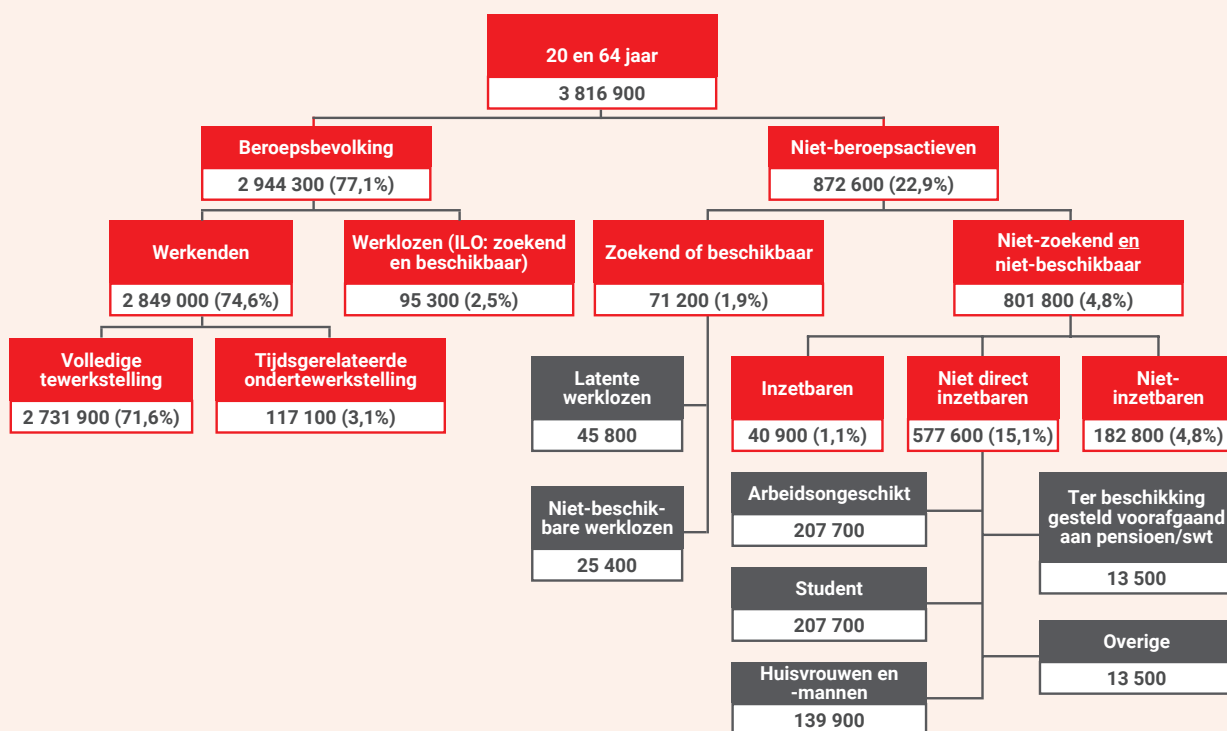 20 en 64 jaar
3 816 900
Beroepsbevolking
2 944 300 (77,1%)
Niet-beroepsactieven
872 600 (22,9%)
Werkenden
2 849 000 (74,6%)
Werklozen (ILO: zoekend
en beschikbaar)
95 300 (2,5%)
Zoekend of beschikbaar
71 200 (1,9%)
Niet-zoekend en
niet-beschikbaar
801 800 (4,8%)
Volledige
tewerkstelling
2 731 900 (71,6%)
Tijdsgerelateerde
ondertewerkstelling
117 100 (3,1%)
Latente
werklozen
45 800
Niet-beschik-
bare werklozen
25 400
Inzetbaren
40 900 (1,1%)
Niet direct
inzetbaren
577 600 (15,1%)
Niet-
inzetbaren
182 800 (4,8%)
Arbeidsongeschikt
207 700
Student
207 700
Huisvrouwen en
-mannen
139 900
Ter beschikking
gesteld voorafgaand
aan pensioen/swt
13 500
Overige
13 500